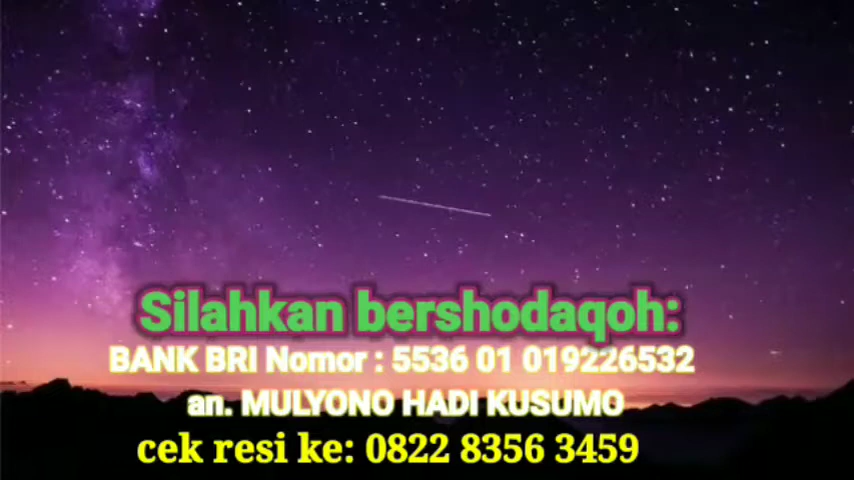 Silahkan bershodaqoh:
BANK BRI Nomor : 5536 01 019226532
an. MULYONO HADI KUSUMO
cek resi ke: 0822 8356 3459